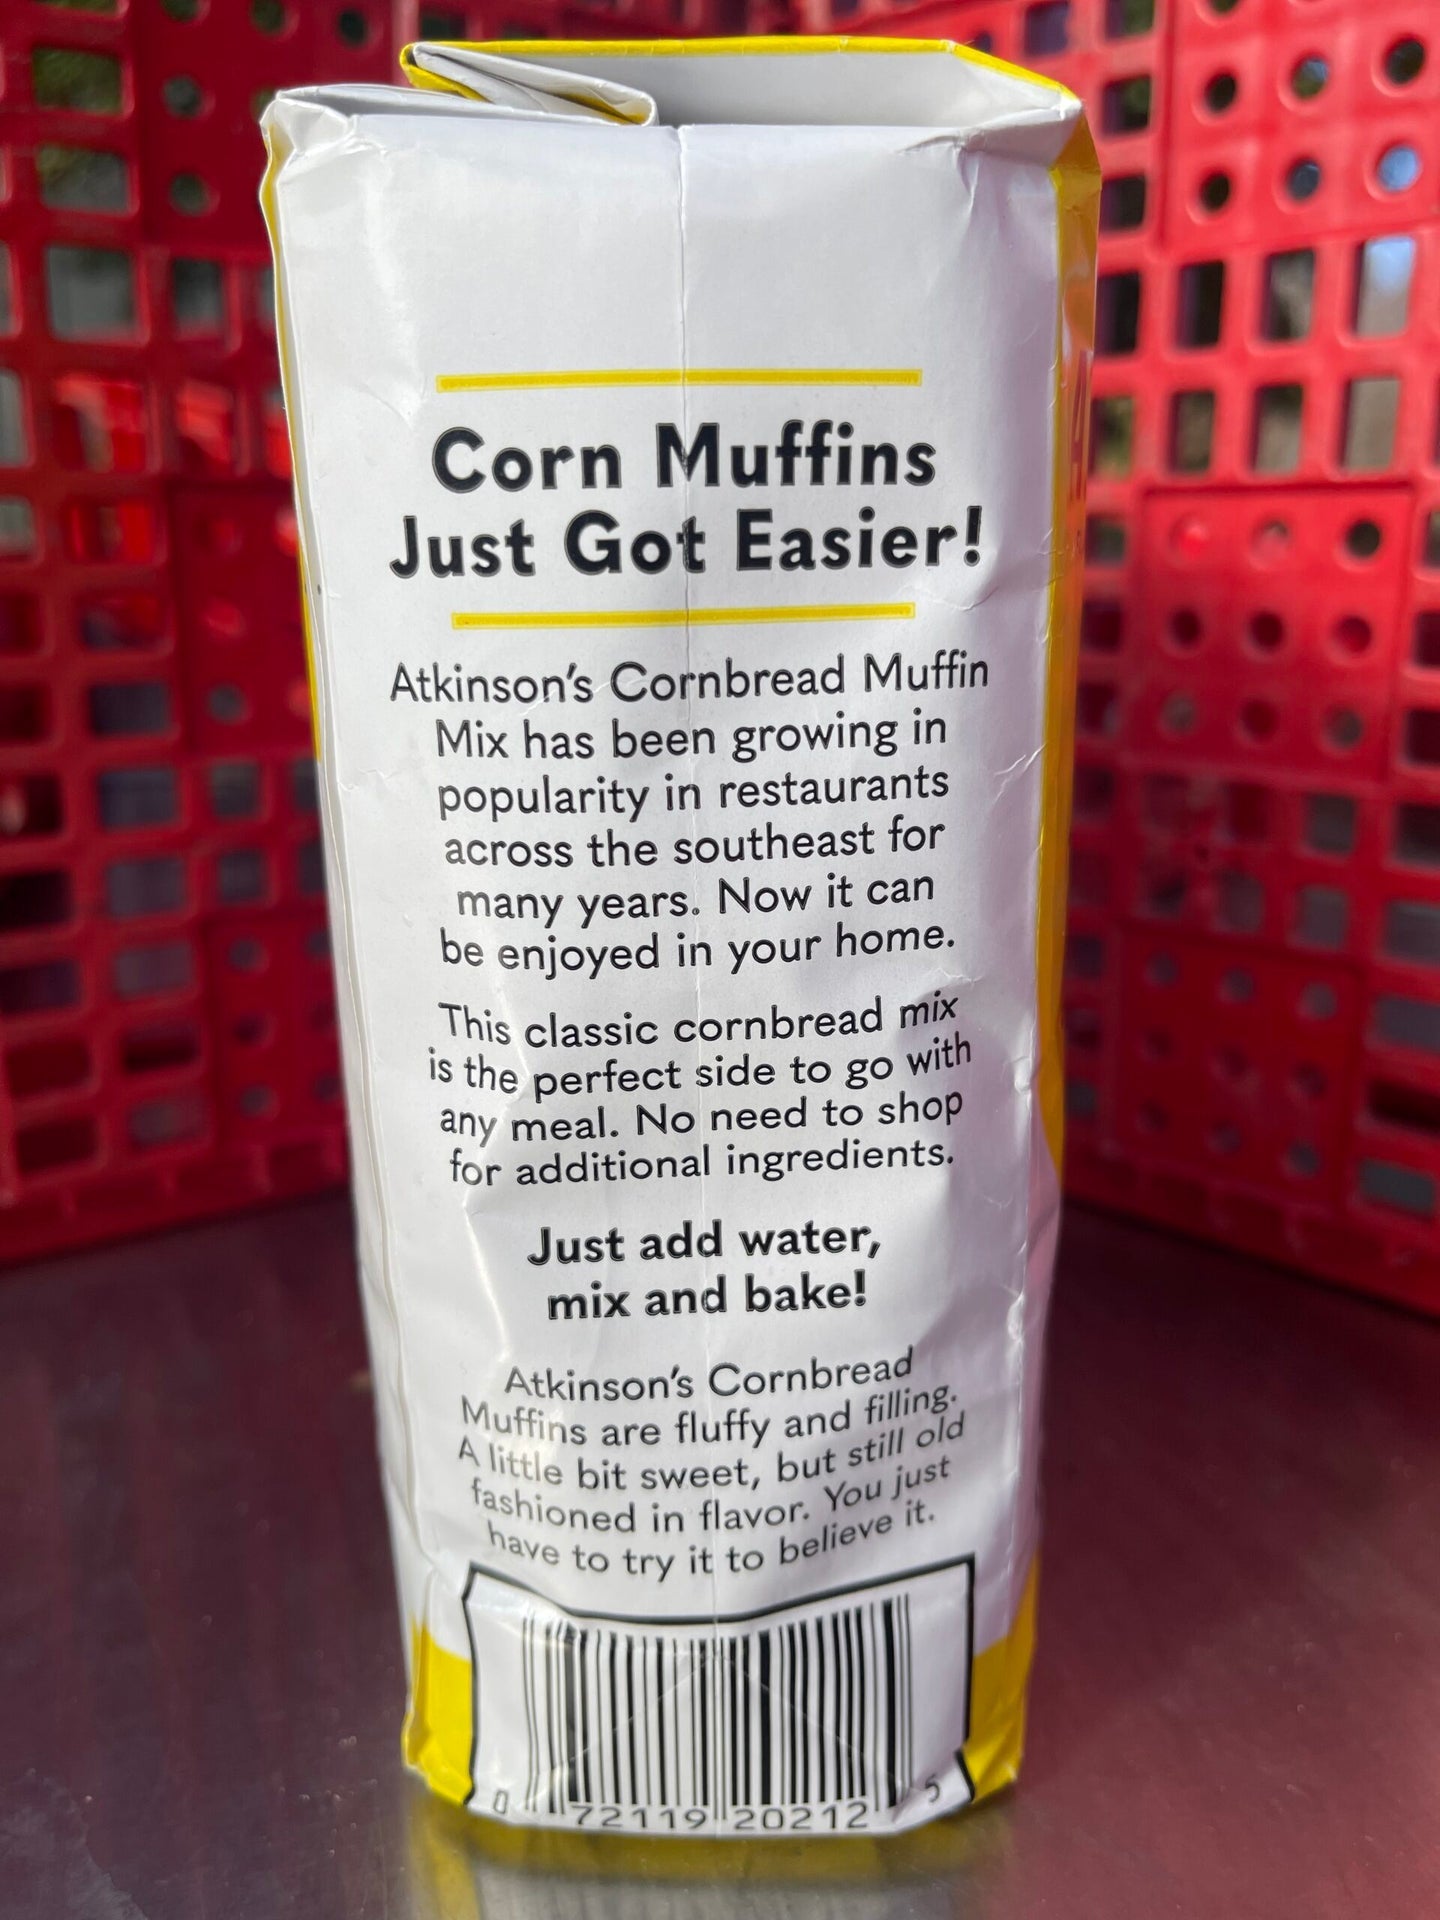 Corn Muffins
Just Got Easier!
Atkinson's Cornbread Muffin
Mix has been growing in
popularity in restaurants
across the southeast for
many years. Now it can
be enjoyed in your home.
This classic cornbread mix
is the perfect side to go with
any meal. No need to shop
for additional ingredients.
Just add water,
mix and bake!
Atkinson's Cornbread
Muffins are fluffy and filling.
A little bit sweet, but still old
fashioned in flavor. You just
have to try it to believe it.
0 72119 20212 5